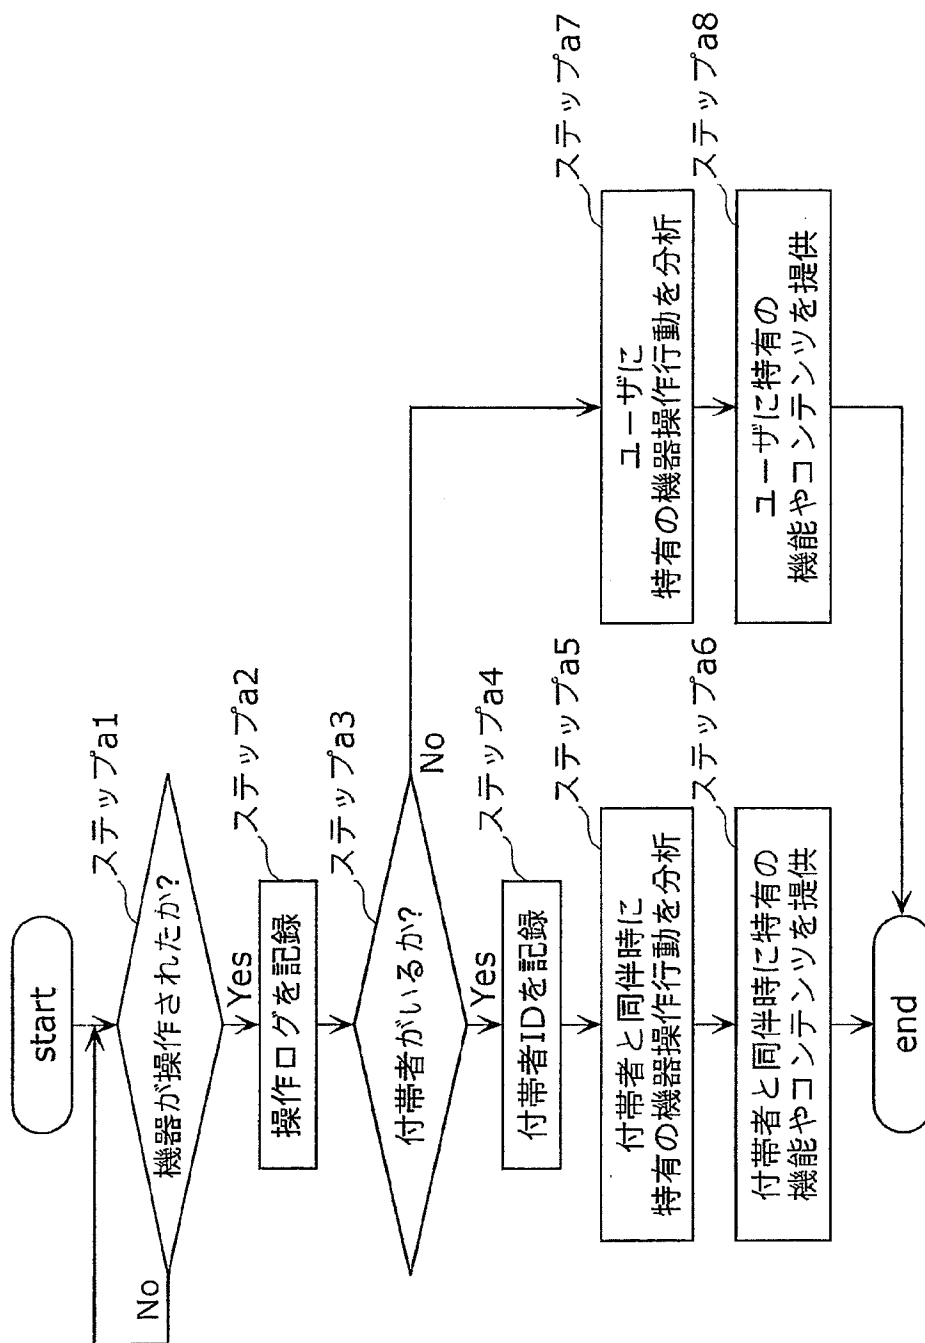 start
ステップa1
機器が操作されたか?
No
Yes
ステップa2
操作ログを記録
ステップa3
付帯者がいるか?
No
Yes
ステップa4
付帯者IDを記録
ステップa5
付帯者と同伴時に
特有の機器操作行動を分析
ステップa6
付帯者と同伴時に特有の
機能やコンテンツを提供
ステップa7
ユーザに
特有の機器操作行動を分析
ステップa8
ユーザに特有の
機能やコンテンツを提供
end